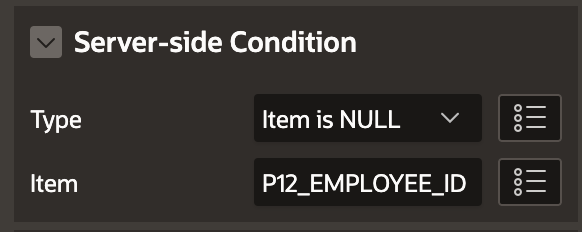 Server-side Condition
Type Item is NULL
Item P12_EMPLOYEE_ID